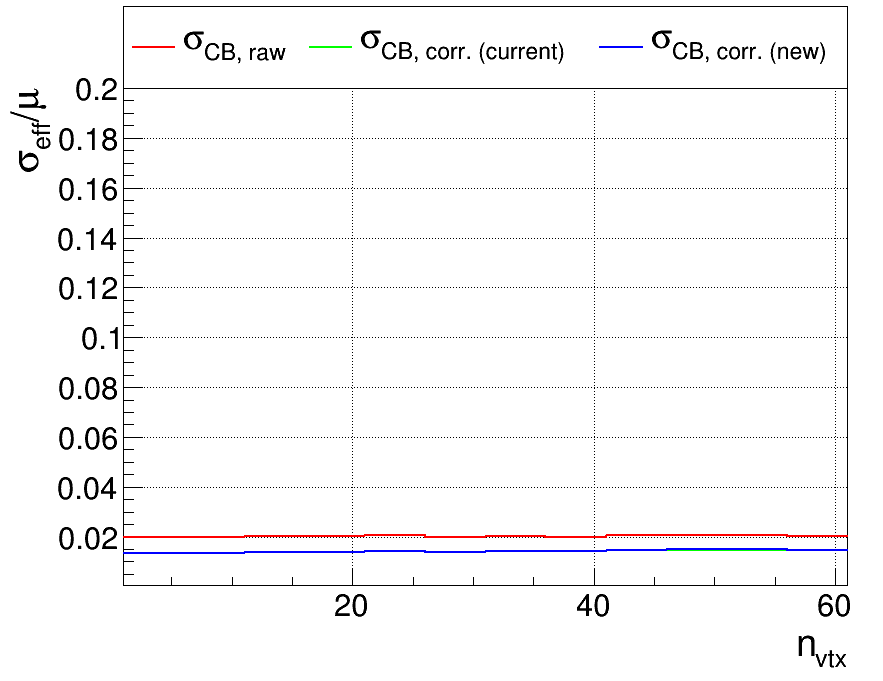 σCB, raw σCB, corr. (current) σCB, corr. (new)
σeff/μ
0.2
0.18
0.16
0.14
0.12
0.1
0.08
0.06
0.04
0.02
20 40 60
nvtx